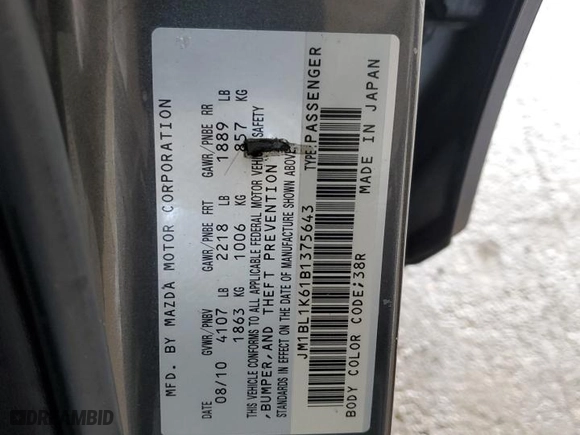 MFD. BY MAZDA MOTOR CORPORATION
DATE GVWR/PNBV GAWR/PNBE FRT GAWR/PNBE RR
08/10 4107 LB 2218 LB 1889 LB
1863 KG 1006 KG 857 KG
THIS VEHICLE CONFORMS TO ALL APPLICABLE FEDERAL MOTOR VEHICLE SAFETY
,BUMPER,AND THEFT PREVENTION
STANDARDS IN EFFECT ON THE DATE OF MANUFACTURE SHOWN ABOVE
JM1BL1K61B1375643 TYPE:PASSENGER
BODY COLOR CODE;38R MADE IN JAPAN
DREAMBID